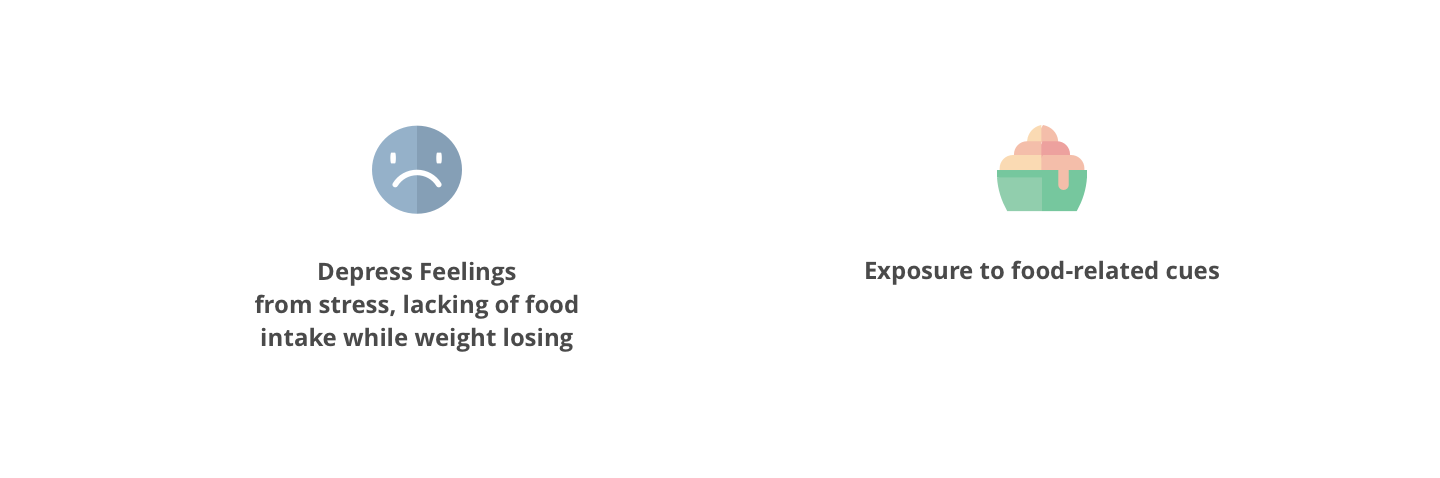 Depress Feelings
from stress, lacking of food
intake while weight losing
Exposure to food-related cues